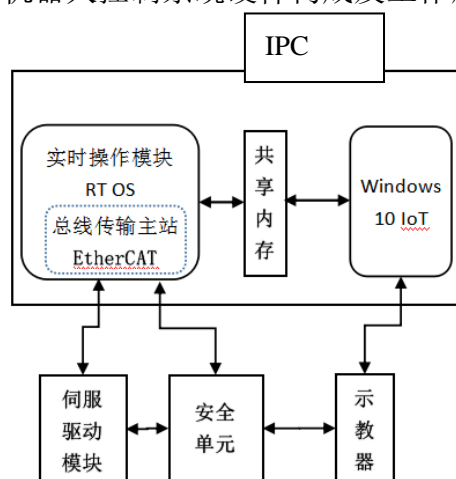 机器人控制系统硬件构成及工作
IPC
实时操作模块
RT OS
总线传输主站
EtherCAT
共
享
内
存
Windows
10 IoT
伺服
驱动
模块
安全
单元
示
教
器